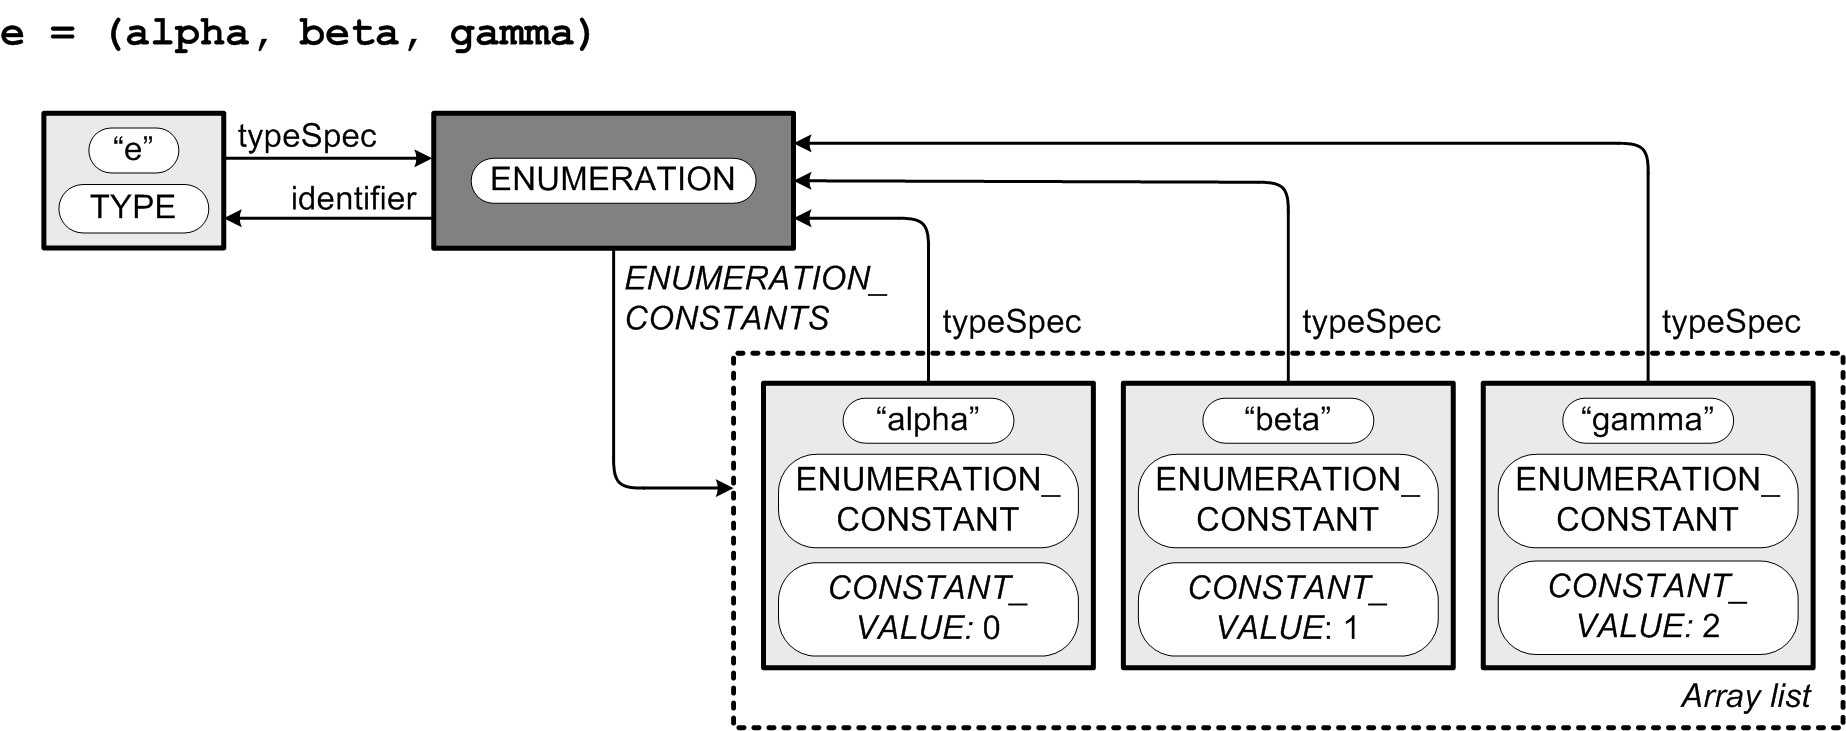 e = (alpha, beta, gamma)
“e”
TYPE
typeSpec
identifier
ENUMERATION
ENUMERATION_
CONSTANTS
typeSpec
typeSpec
typeSpec
“alpha”
ENUMERATION_
CONSTANT
CONSTANT_
VALUE: 0
“beta”
ENUMERATION_
CONSTANT
CONSTANT_
VALUE: 1
“gamma”
ENUMERATION_
CONSTANT
CONSTANT_
VALUE: 2
Array list